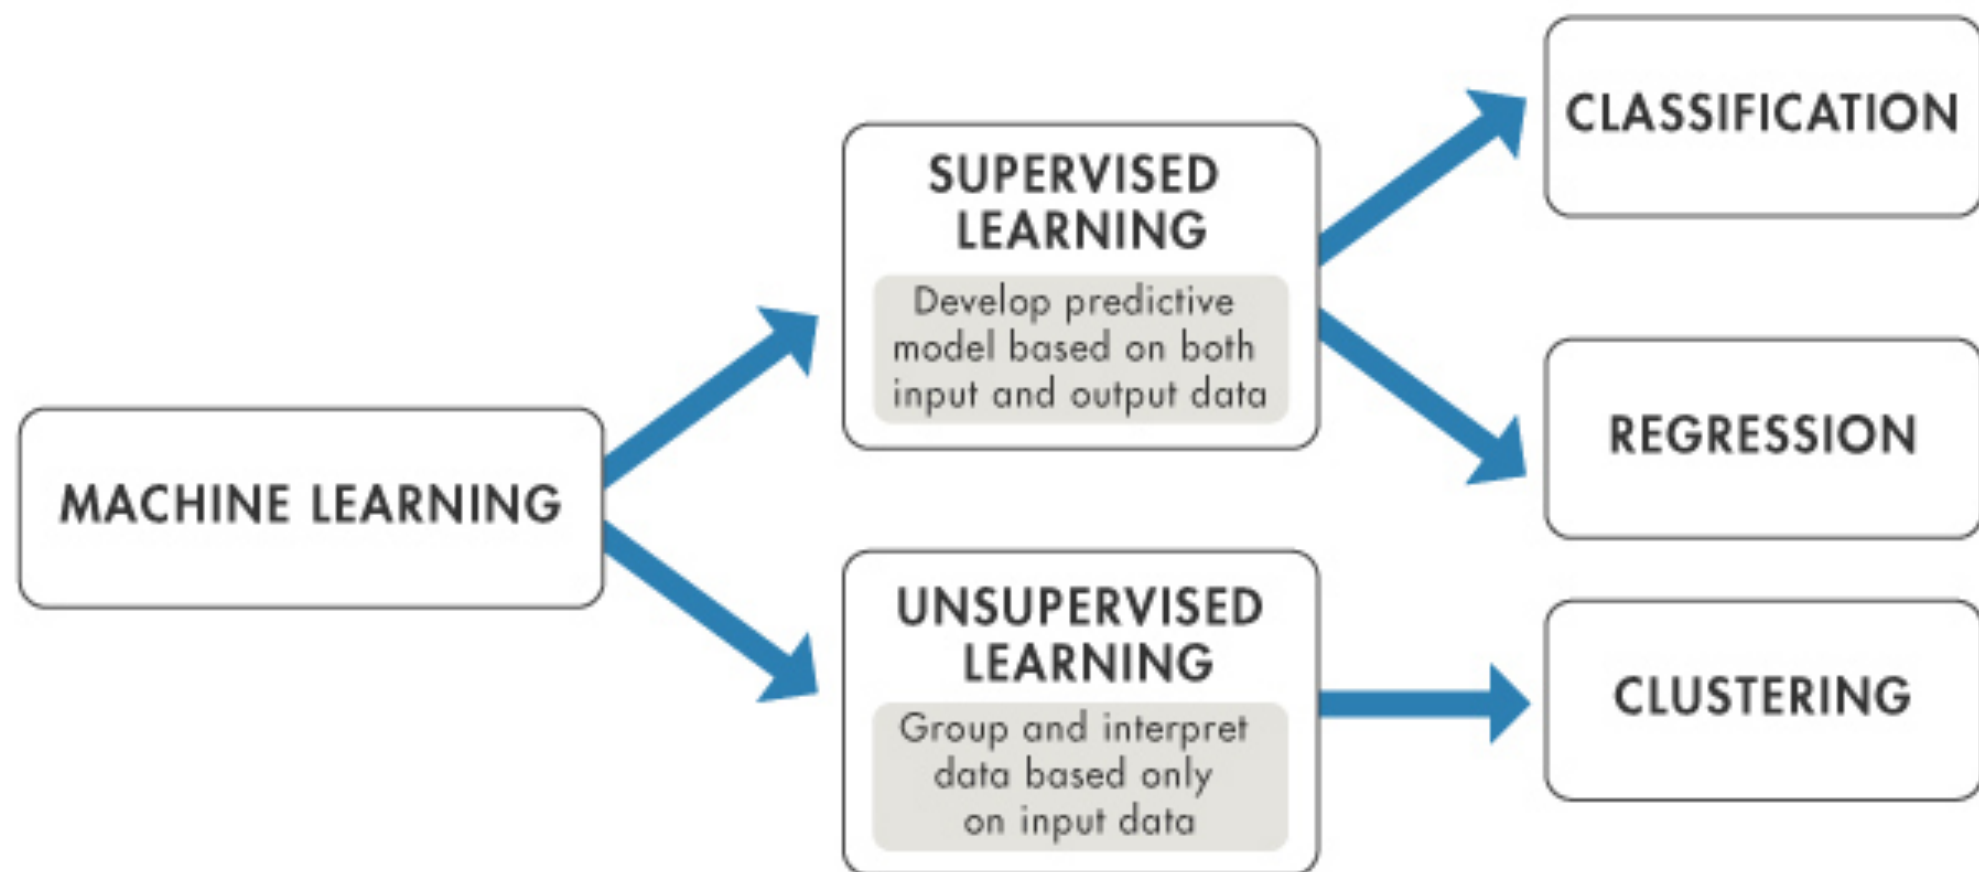 MACHINE LEARNING
SUPERVISED
LEARNING
Develop predictive
model based on both
input and output data
UNSUPERVISED
LEARNING
Group and interpret
data based only
on input data
CLASSIFICATION
REGRESSION
CLUSTERING